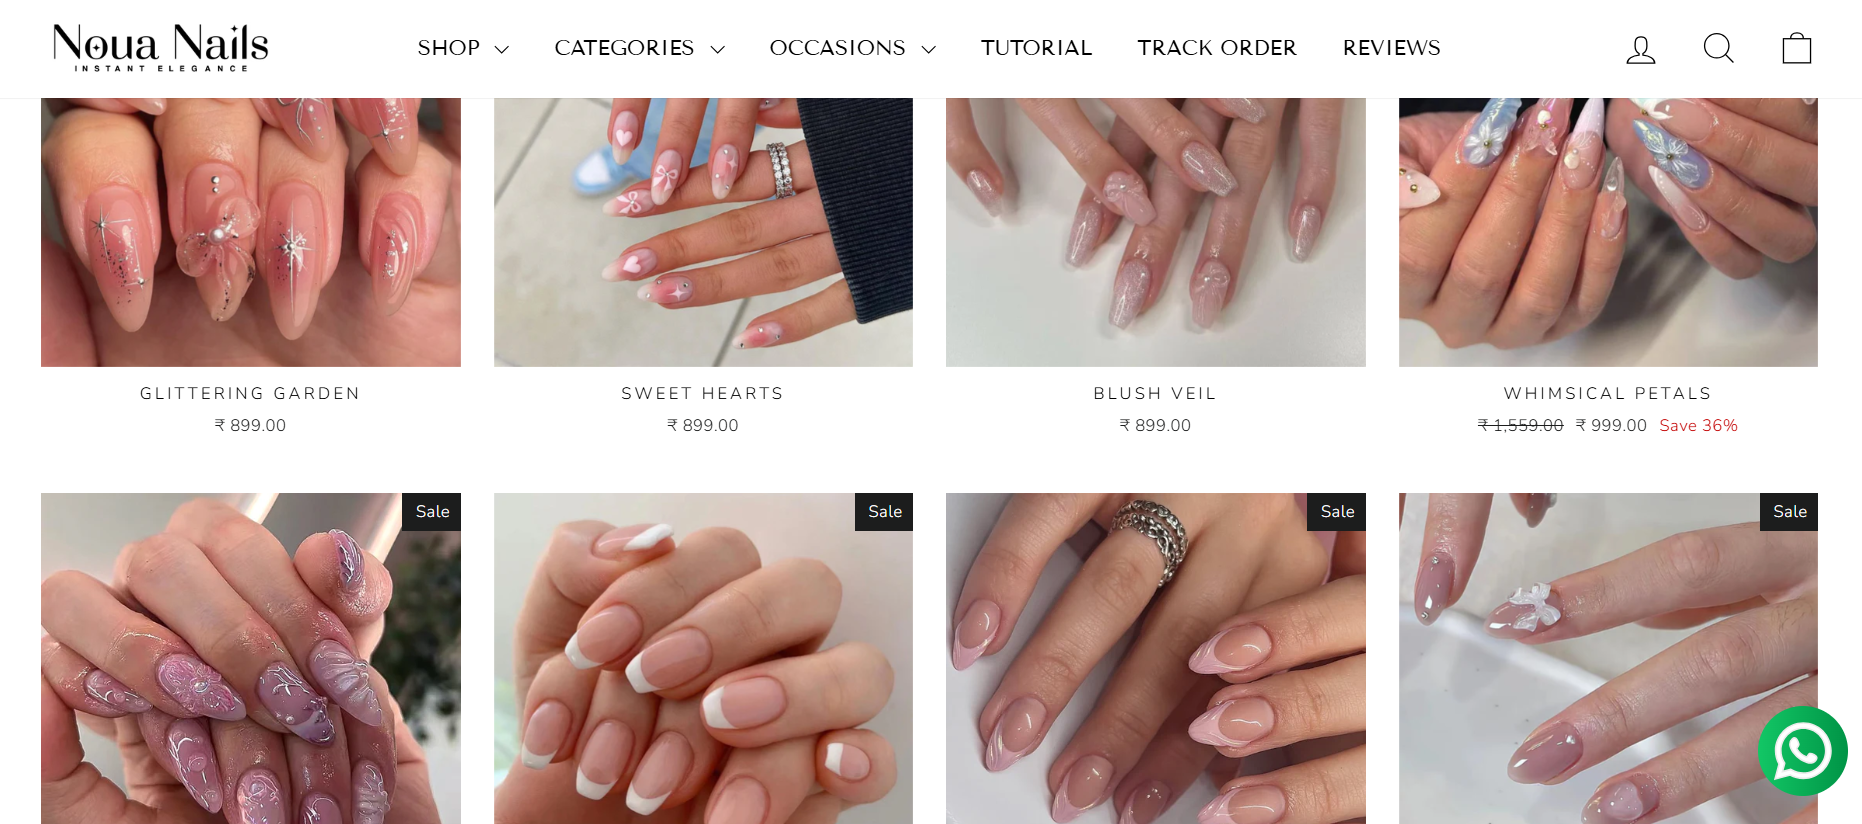 Noua Nails
INSTANT ELEGANCE
SHOP
CATEGORIES
OCCASIONS
TUTORIAL
TRACK ORDER
REVIEWS
GLITTERING GARDEN
₹ 899.00
SWEET HEARTS
₹ 899.00
BLUSH VEIL
₹ 899.00
WHIMSICAL PETALS
₹ 1,559.00 ₹ 999.00 Save 36%
Sale
Sale
Sale
Sale